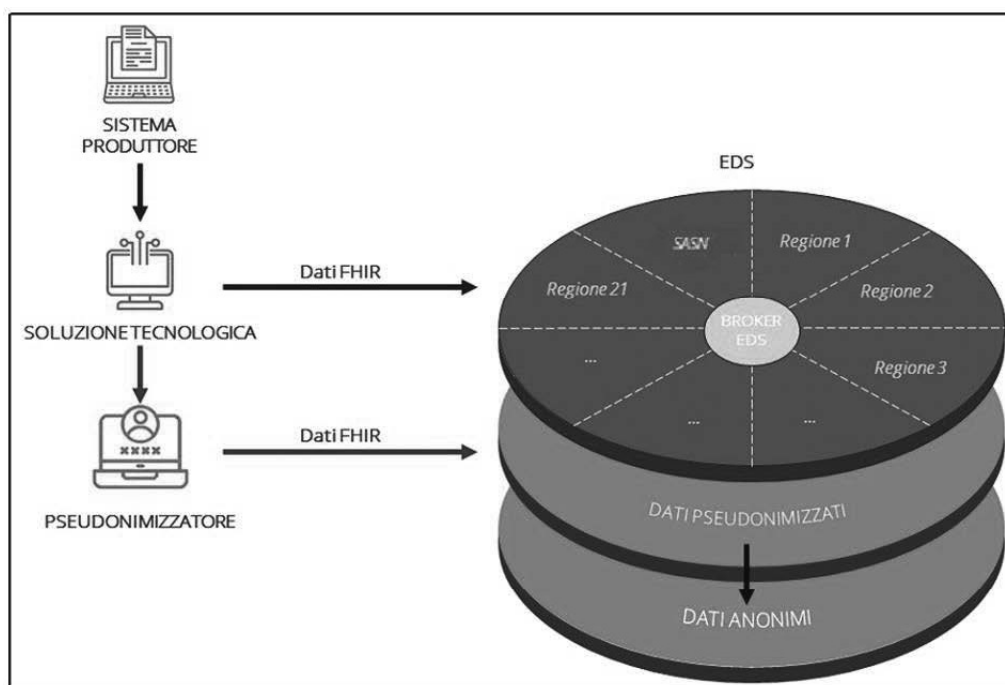 SISTEMA
PRODUTTORE
SOLUZIONE TECNOLOGICA
PSEUDONIMIZZATORE
Dati FHIR
Dati FHIR
EDS
SASN
Regione 1
Regione 21
Regione 2
BROKER
EDS
...
Regione 3
...
...
DATI PSEUDONIMIZZATI
DATI ANONIMI